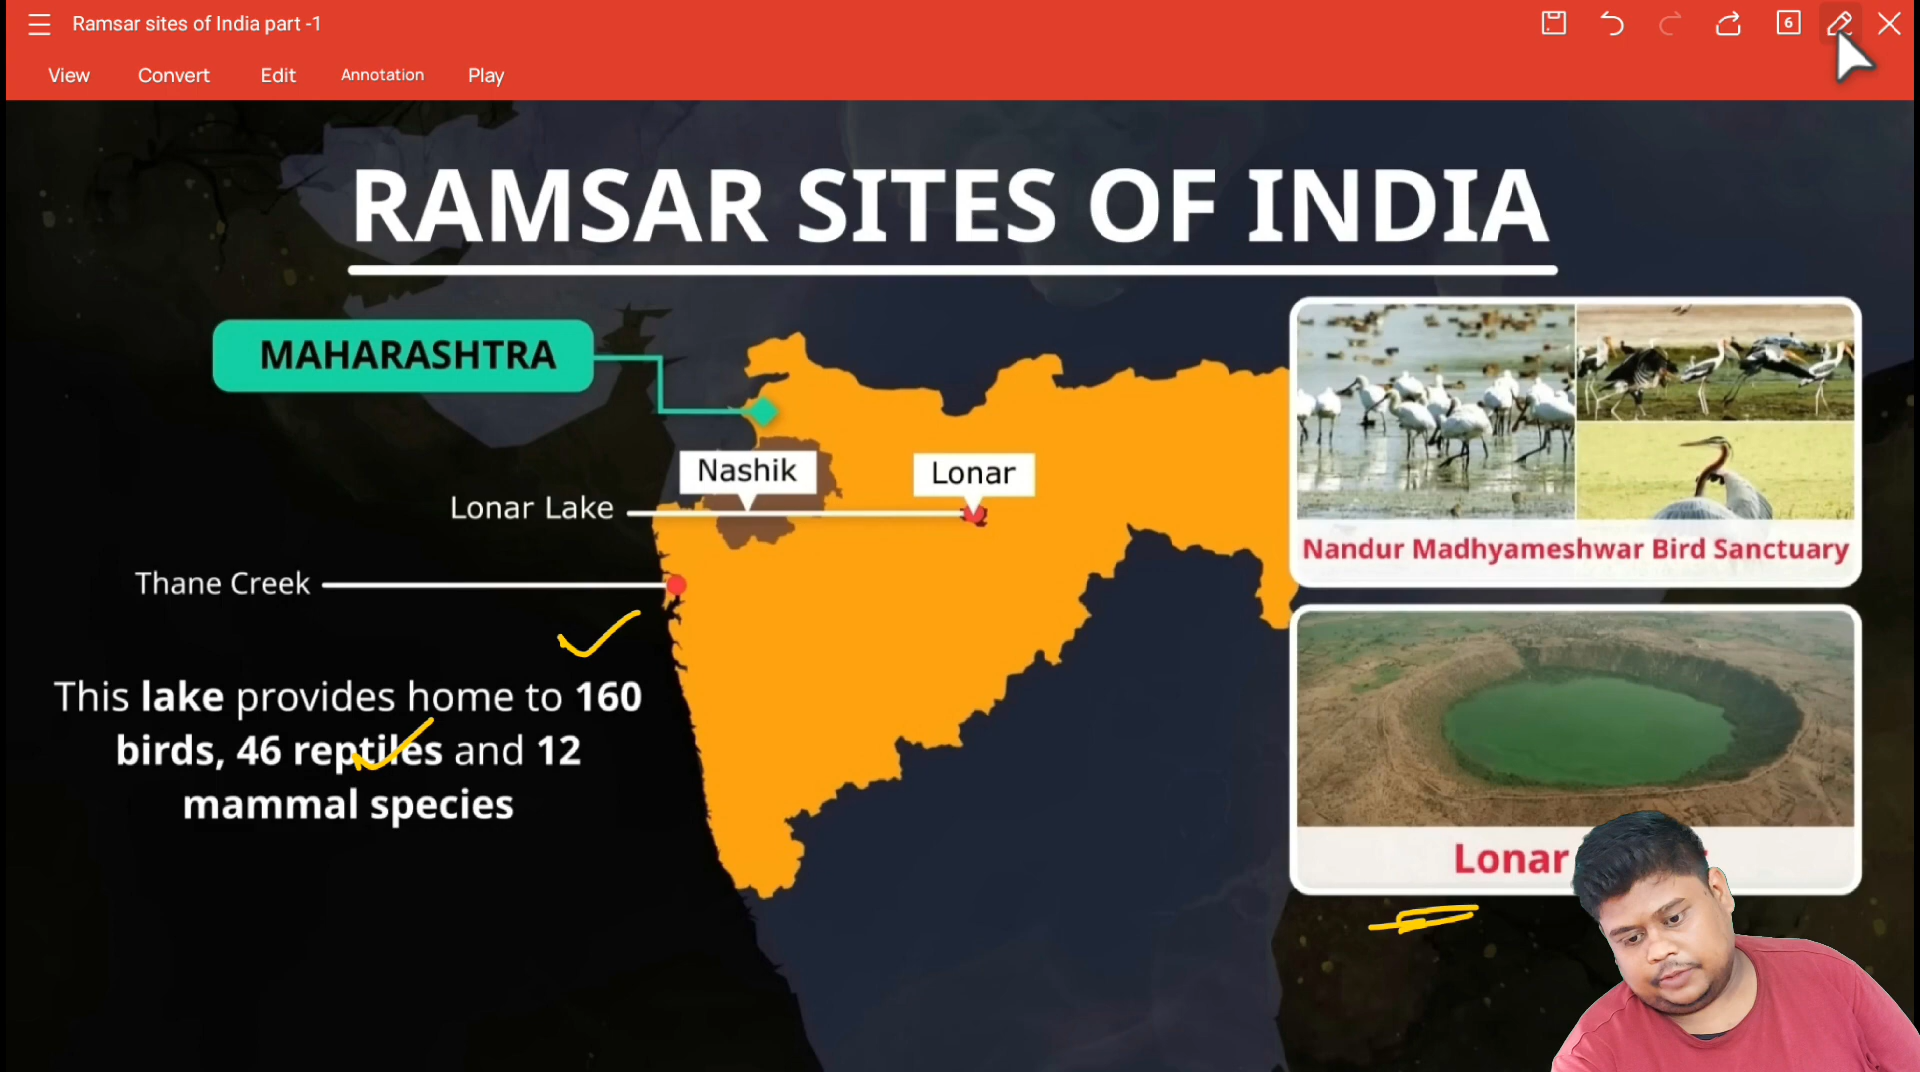 Ramsar sites of India part -1
6
View Convert Edit Annotation Play
RAMSAR SITES OF INDIA
MAHARASHTRA
Nashik
Lonar
Lonar Lake
Thane Creek
This lake provides home to 160
birds, 46 reptiles and 12
mammal species
Nandur Madhyameshwar Bird Sanctuary
Lonar